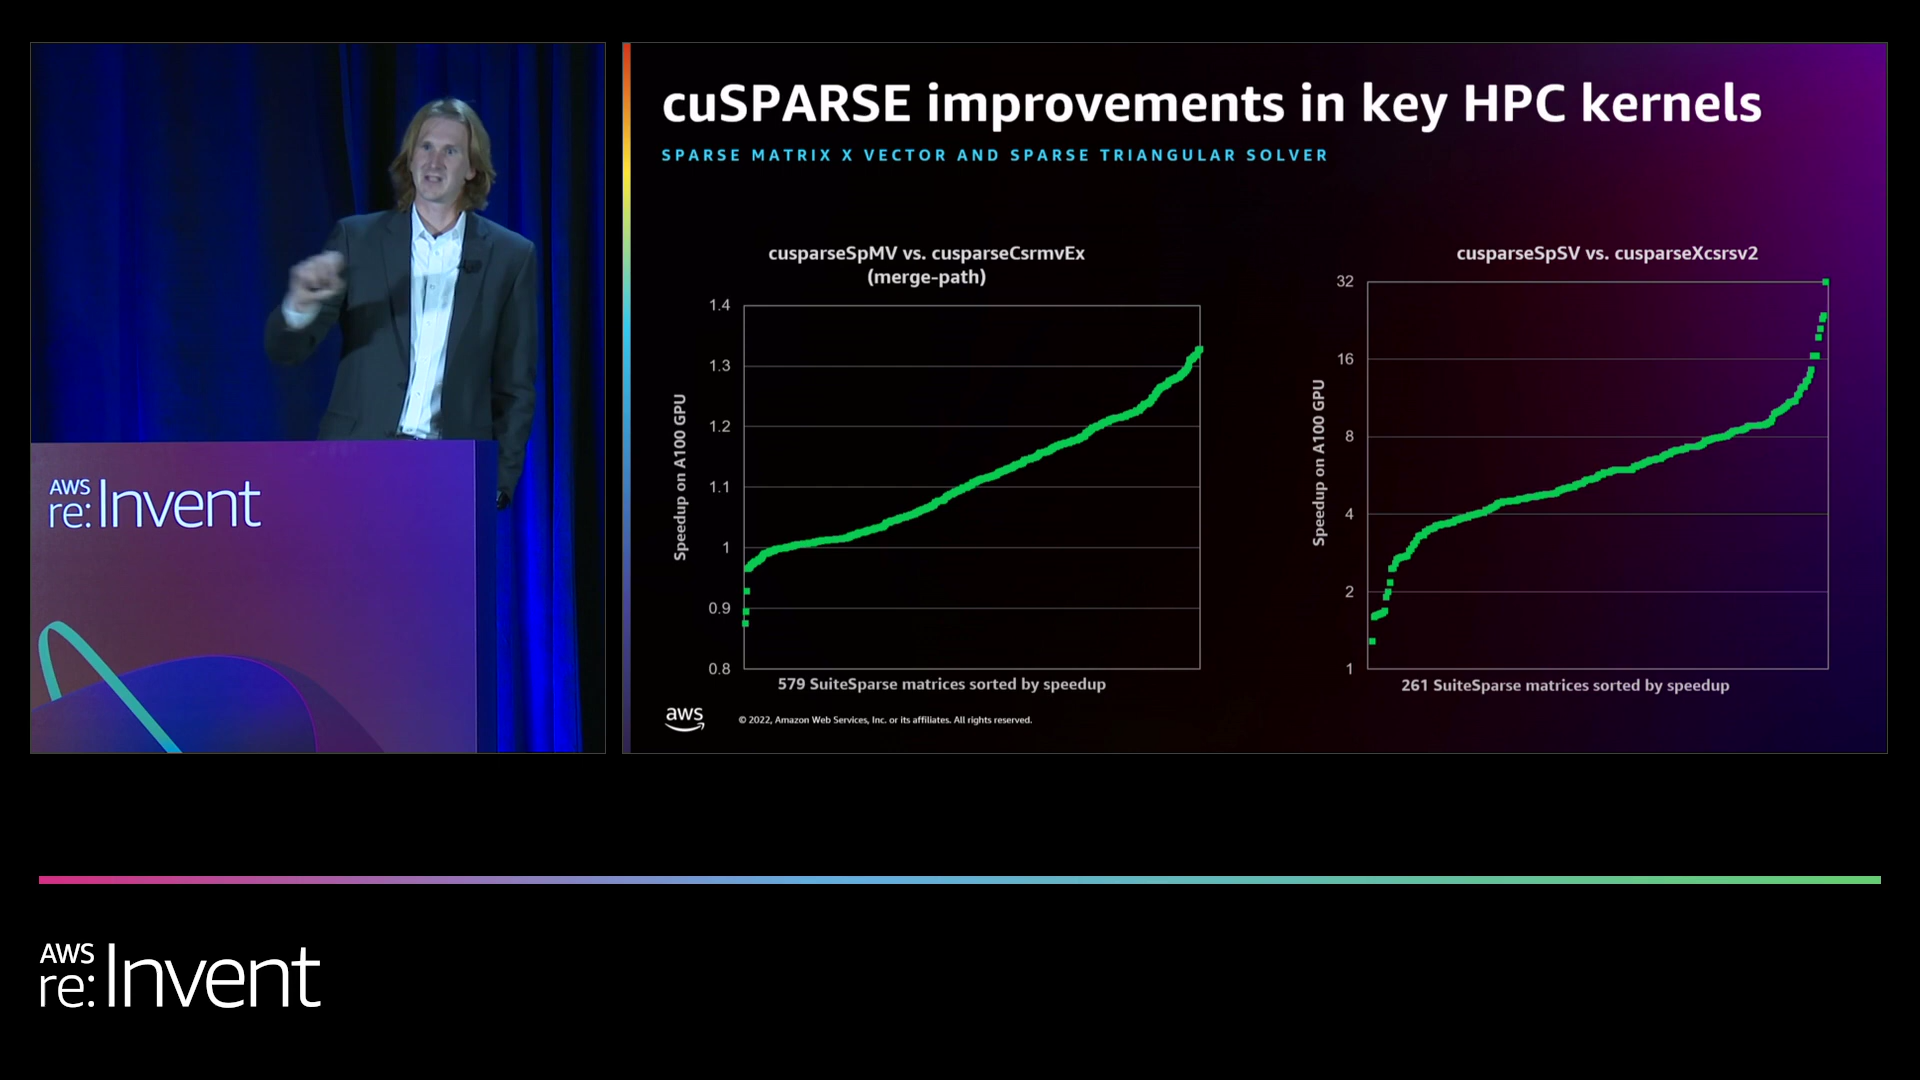 AWS
re:Invent
cuSPARSE improvements in key HPC kernels
SPARSE MATRIX X VECTOR AND SPARSE TRIANGULAR SOLVER
cusparseSpMV vs. cusparseCsrmvEx
(merge-path)
Speedup on A100 GPU
1.4
1.3
1.2
1.1
1
0.9
0.8
579 SuiteSparse matrices sorted by speedup
cusparseSpSV vs. cusparseXcsrsv2
Speedup on A100 GPU
32
16
8
4
2
1
261 SuiteSparse matrices sorted by speedup
aws
© 2022, Amazon Web Services, Inc. or its affiliates. All rights reserved.
AWS
re:Invent